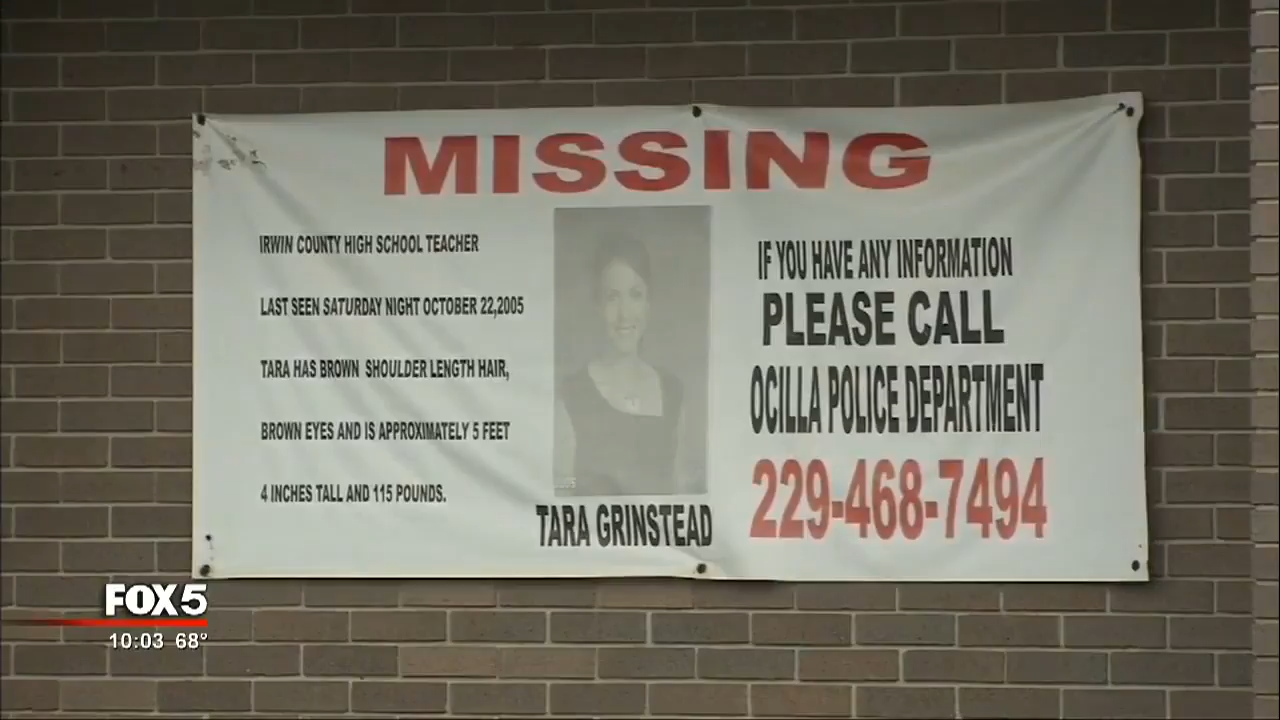 MISSING
IRWIN COUNTY HIGH SCHOOL TEACHER
LAST SEEN SATURDAY NIGHT OCTOBER 22,2005
TARA HAS BROWN SHOULDER LENGTH HAIR,
BROWN EYES AND IS APPROXIMATELY 5 FEET
4 INCHES TALL AND 115 POUNDS.
TARA GRINSTEAD
IF YOU HAVE ANY INFORMATION
PLEASE CALL
OCILLA POLICE DEPARTMENT
229-468-7494
FOX 5
10:03 68°